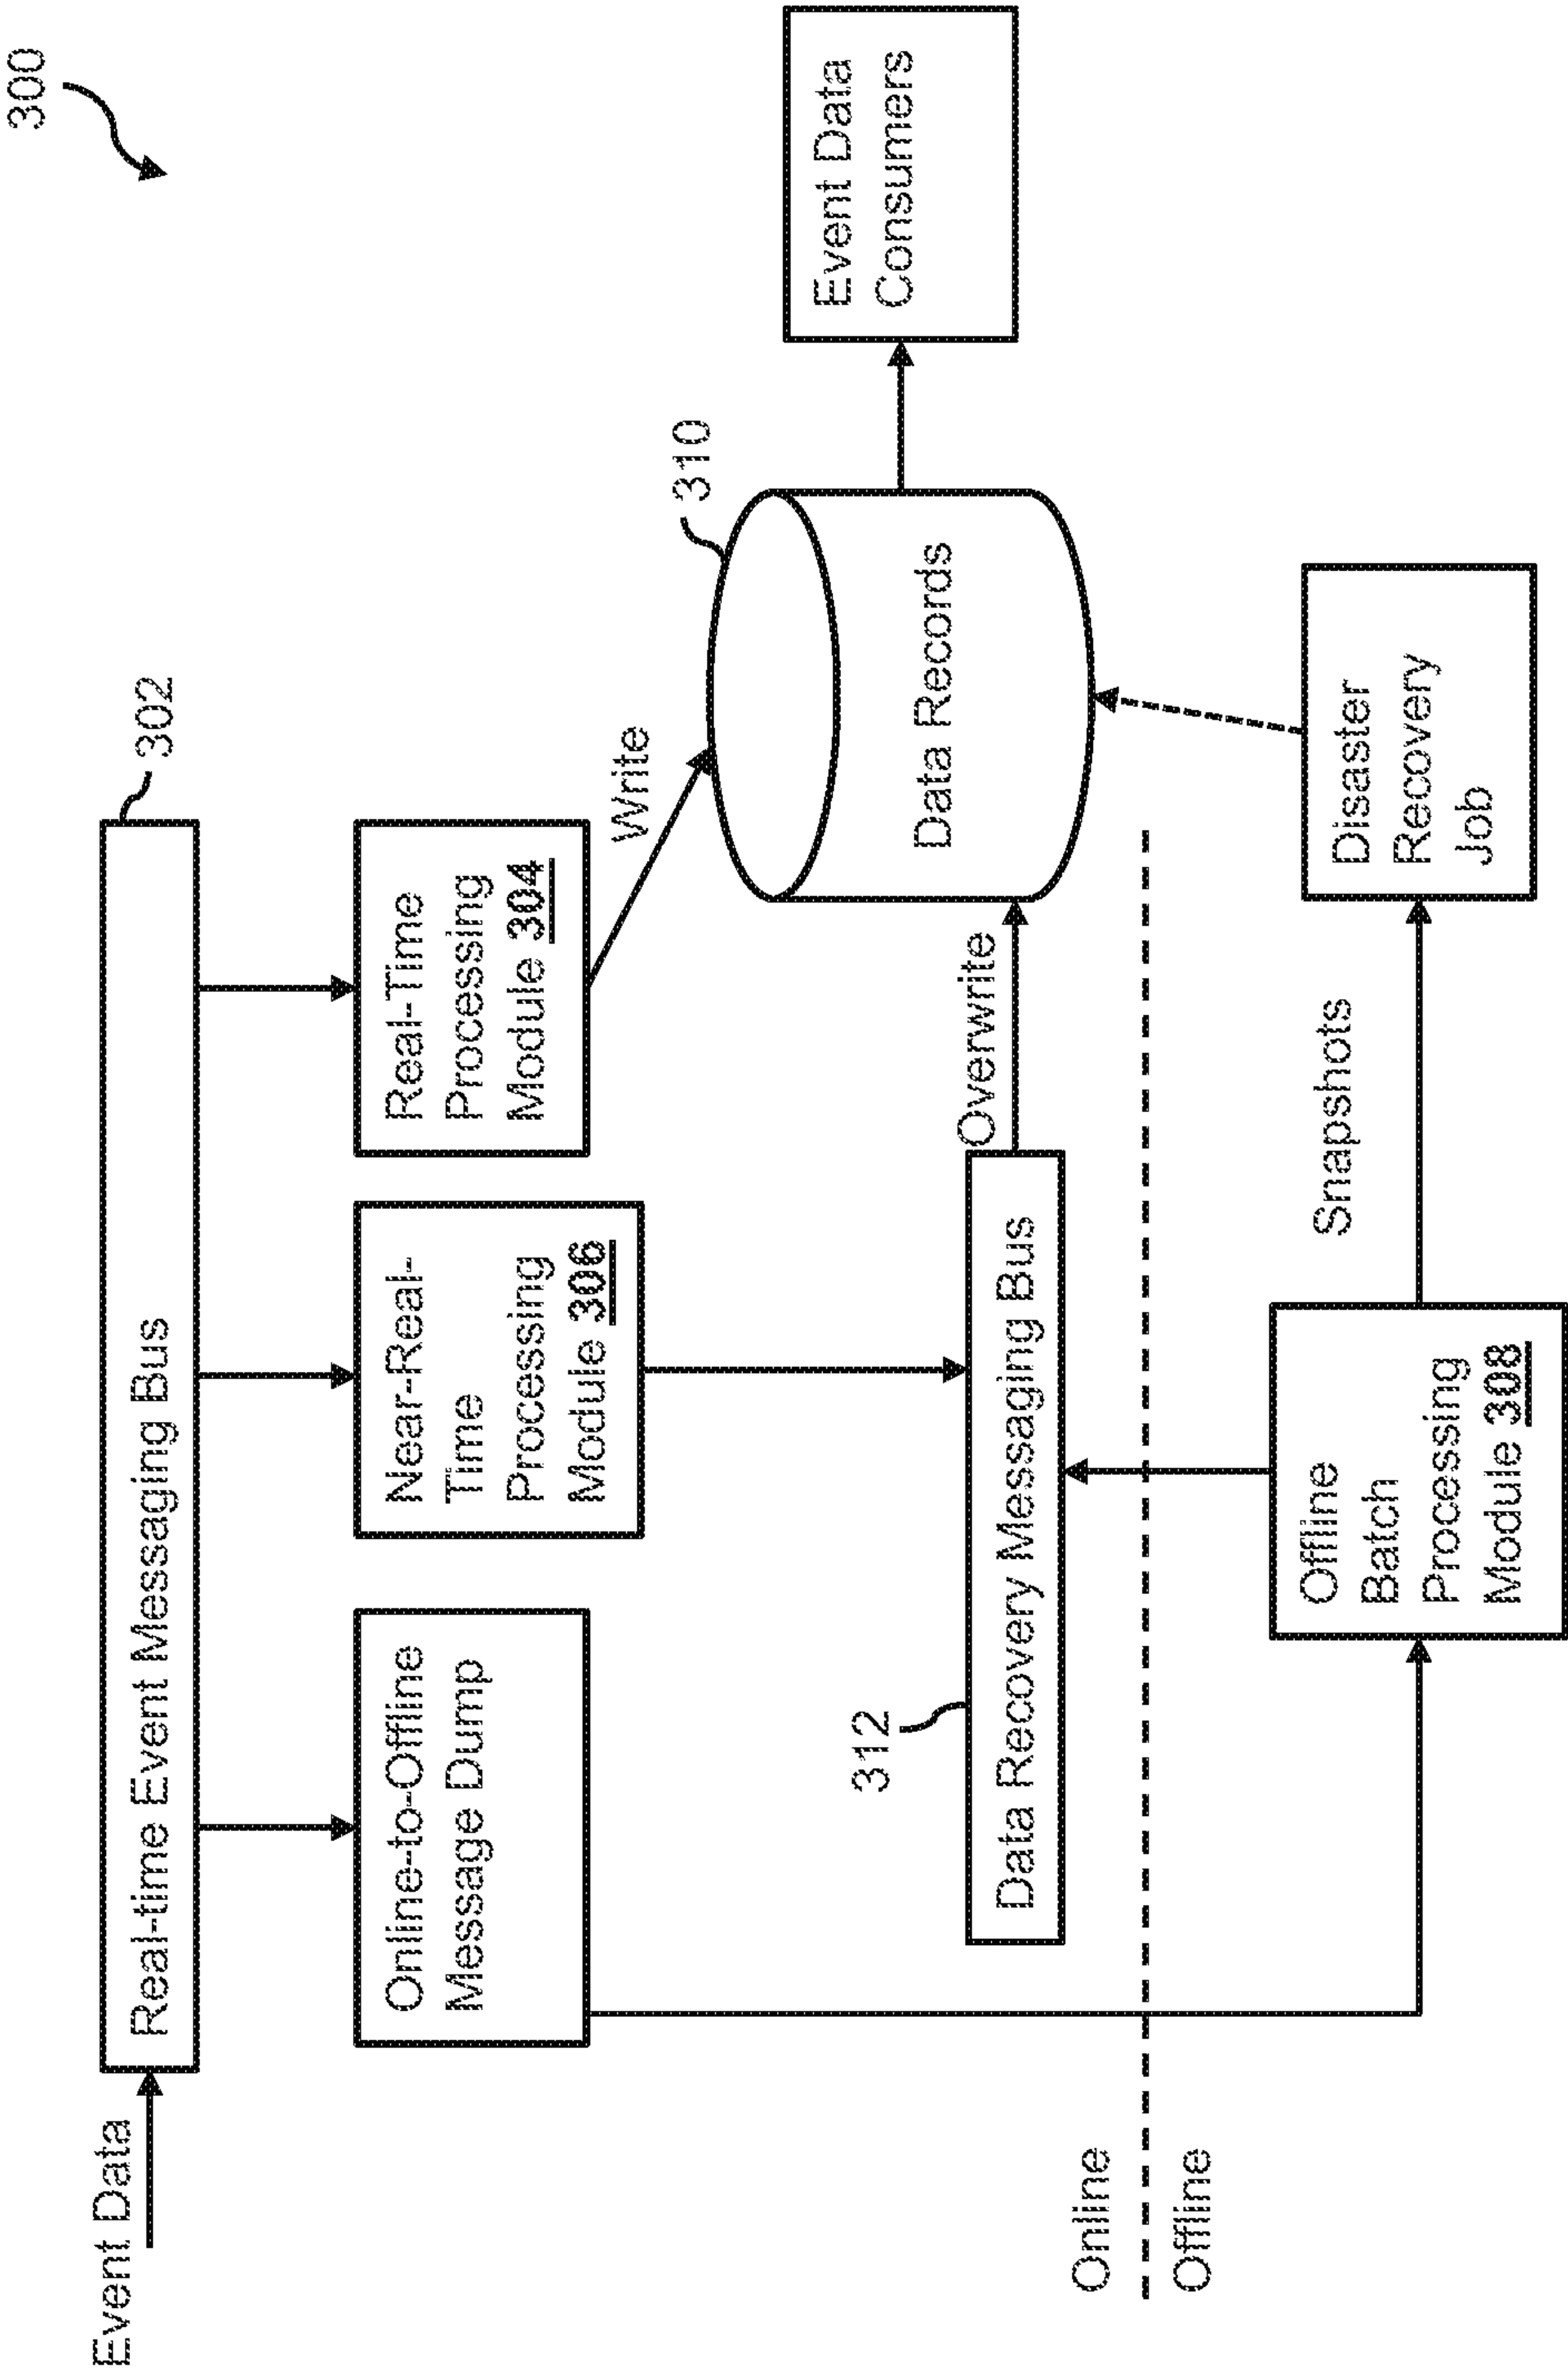 300
Event Data
Real-time Event Messaging Bus
302
Online-to-Offline
Message Dump
Near-Real-
Time
Processing
Module 306
Real-Time
Processing
Module 304
Write
310
Data Records
Event Data
Consumers
312
Data Recovery Messaging Bus
Overwrite
Online
Offline
Offline
Batch
Processing
Module 308
Snapshots
Disaster
Recovery
Job